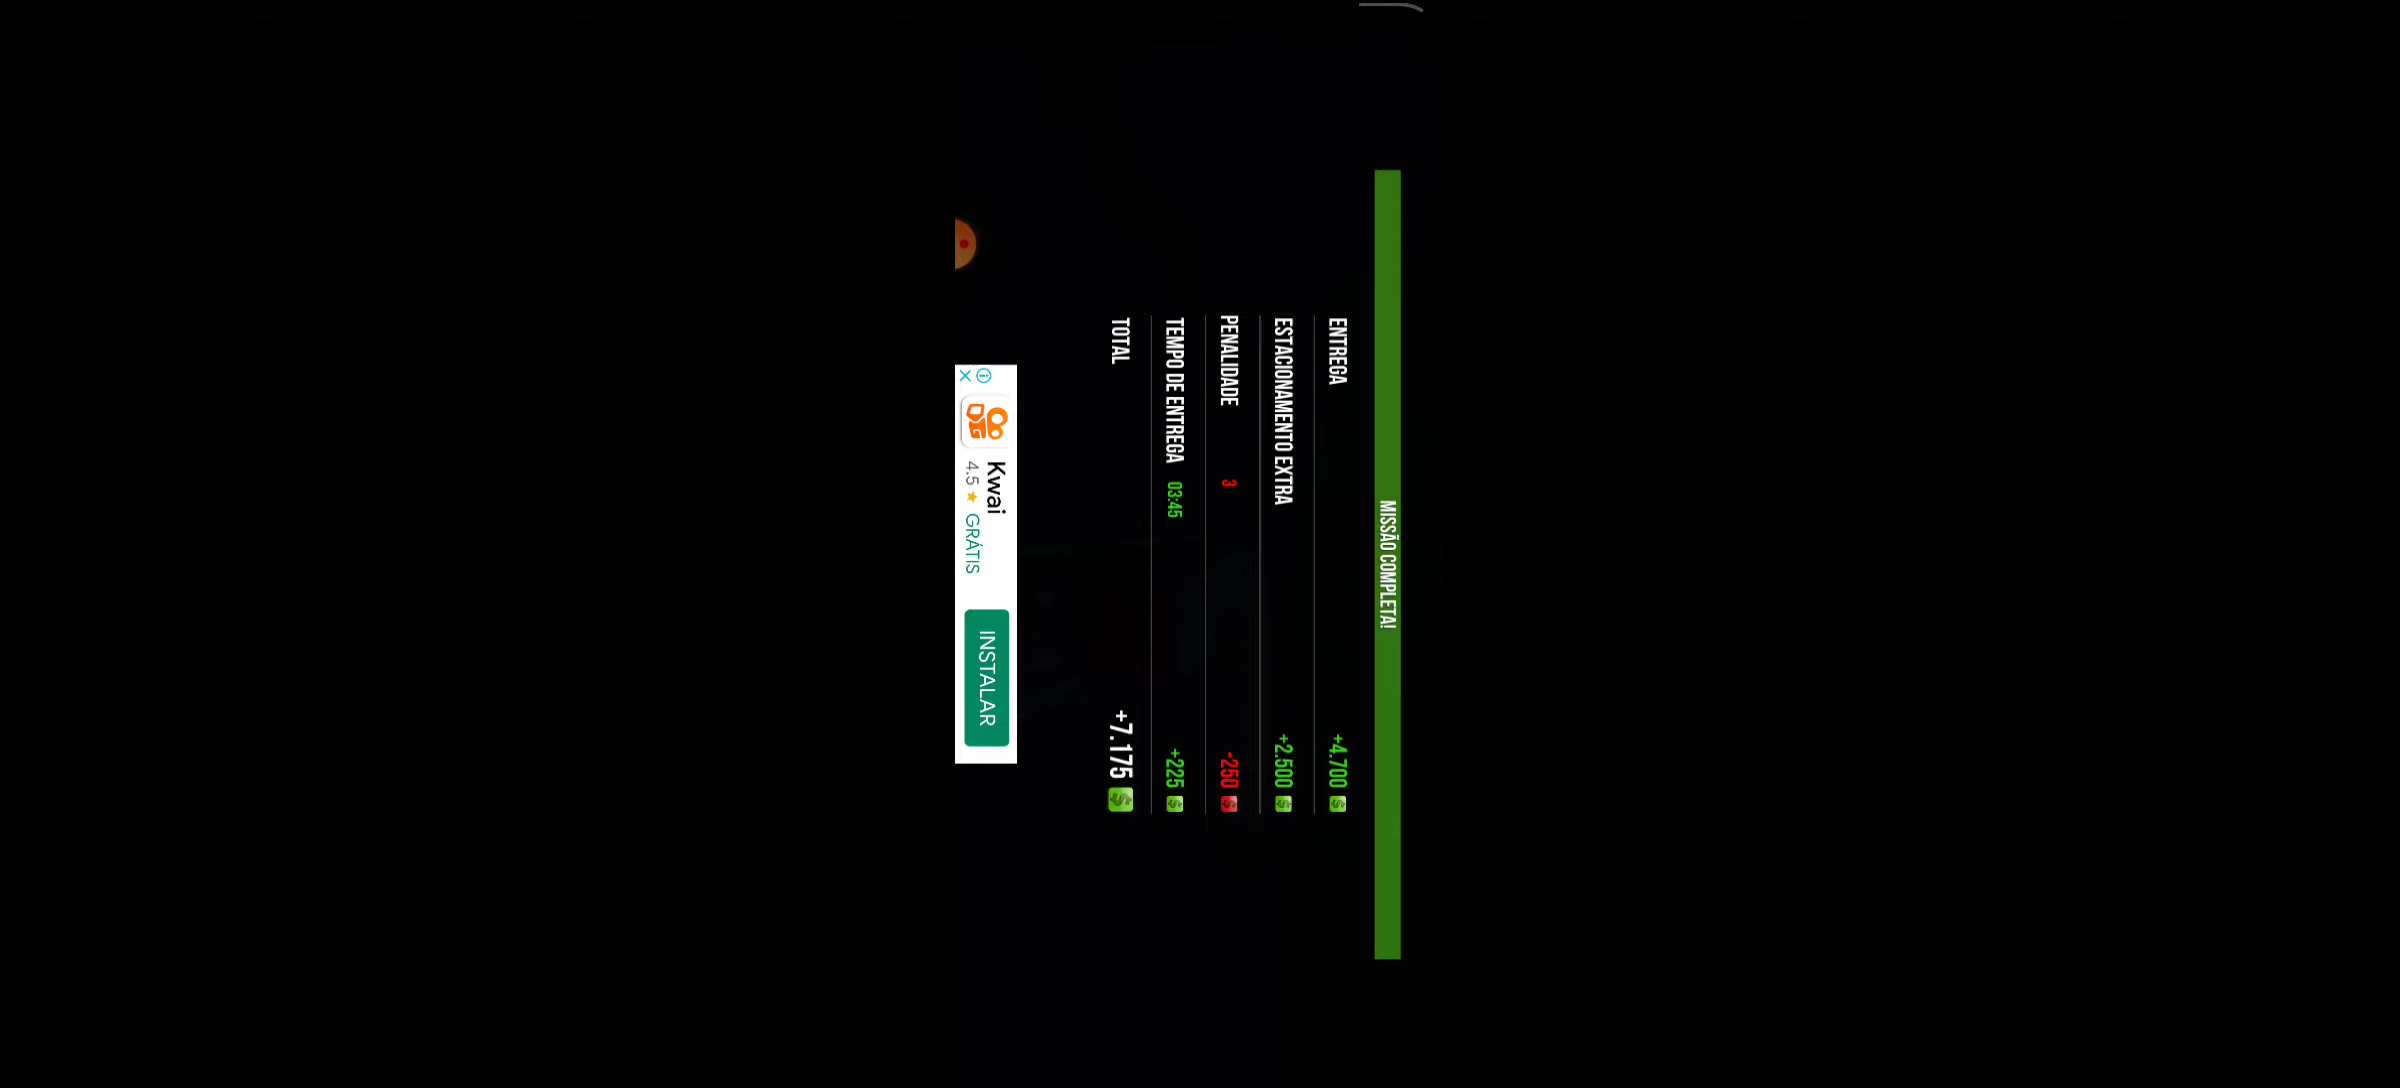 MISSÃO COMPLETA!
ENTREGA +4.700
ESTACIONAMENTO EXTRA +2.500
PENALIDADE 3 -250
TEMPO DE ENTREGA 03:45 +225
TOTAL +7.175
Kwai
4.5 ★ GRÁTIS
INSTALAR